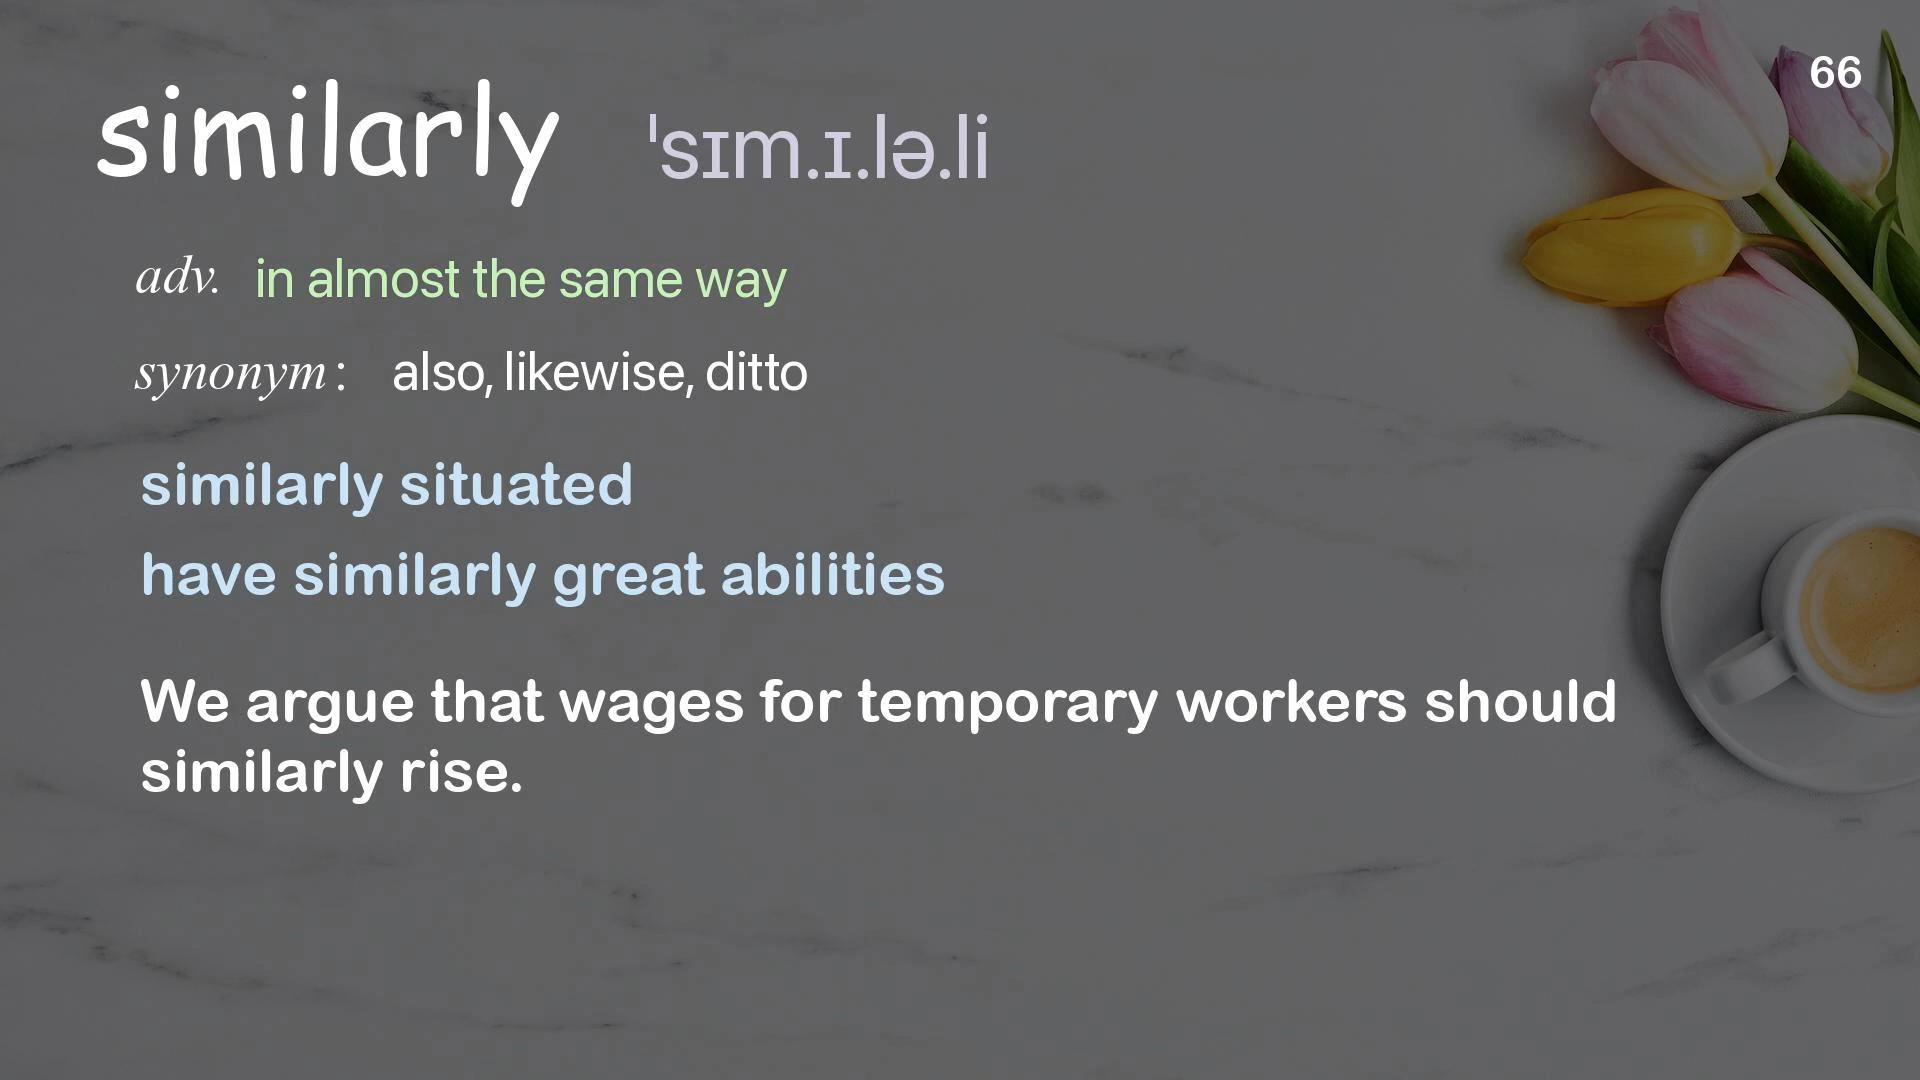 66
similarly ˈsɪm.ɪ.lə.li
adv. in almost the same way
synonym: also, likewise, ditto
similarly situated
have similarly great abilities
We argue that wages for temporary workers should
similarly rise.